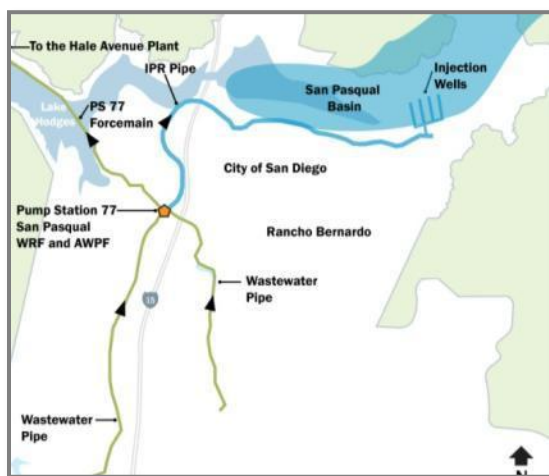 To the Hale Avenue Plant
IPR Pipe
Injection
Wells
San Pasqual
Basin
Lake
Hodges
PS 77
Forcemain
City of San Diego
Pump Station 77
San Pasqual
WRF and AWPF
Rancho Bernardo
Wastewater
Pipe
15
Wastewater
Pipe
N